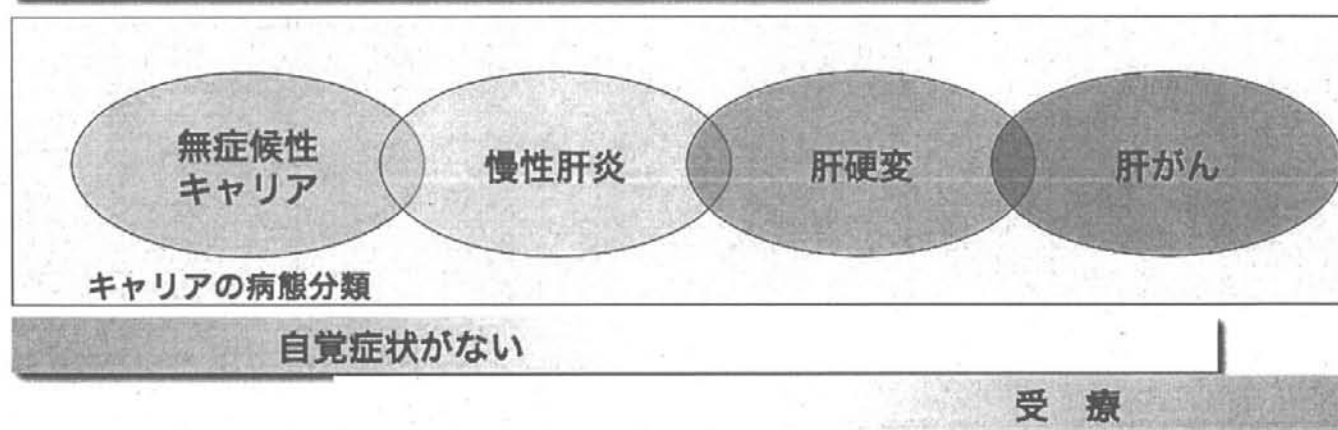 無症候性
キャリア
慢性肝炎
肝硬変
肝がん
キャリアの病態分類
自覚症状がない
受 療